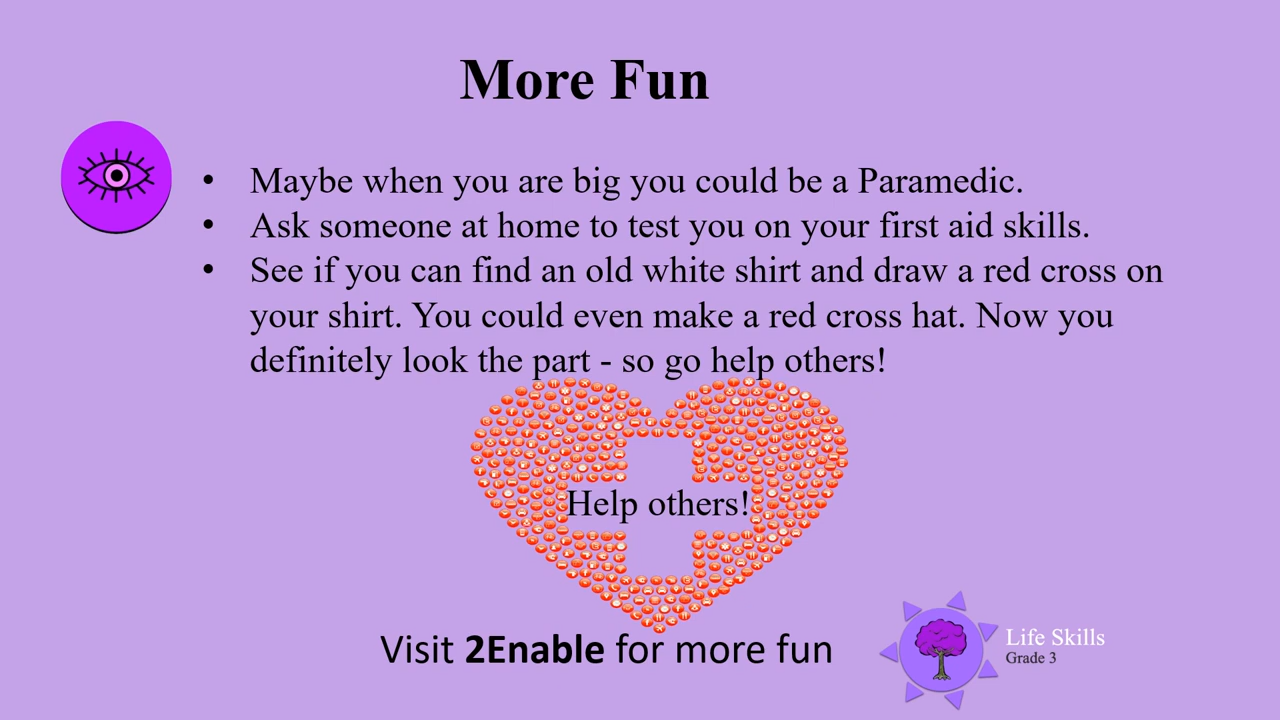 More Fun
• Maybe when you are big you could be a Paramedic.
• Ask someone at home to test you on your first aid skills.
• See if you can find an old white shirt and draw a red cross on
your shirt. You could even make a red cross hat. Now you
definitely look the part - so go help others!
Help others!
Visit 2Enable for more fun
Life Skills
Grade 3